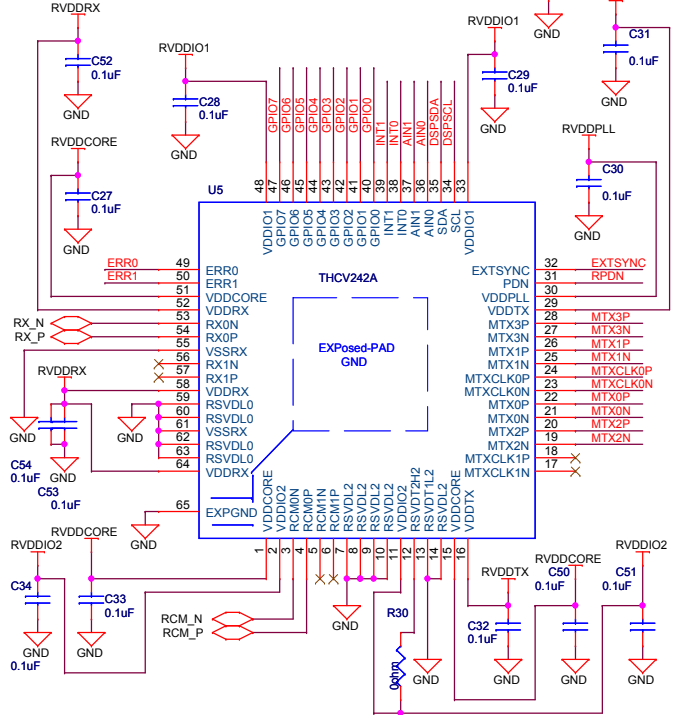 RVDDRX
C52
0.1uF
GND
RVDDIO1
C28
0.1uF
GND
RVDDIO1
C29
0.1uF
GND
GND
C31
0.1uF
GND
RVDDCORE
C27
0.1uF
GND
RVDDPLL
C30
0.1uF
GND
GPIO7
GPIO6
GPIO5
GPIO4
GPIO3
GPIO2
GPIO1
GPIO0
INT1
INT0
AIN1
AIN0
DSPSDA
DSPSCL
U5
48 47 46 45 44 43 42 41 40 39 38 37 36 35 34 33
VDDIO1
GPIO7
GPIO6
GPIO5
GPIO4
GPIO3
GPIO2
GPIO1
GPIO0
INT1
INT0
AIN1
AIN0
SDA
SCL
VDDIO1
THCV242A
EXPosed-PAD
GND
ERR0 49 ERR0
ERR1 50 ERR1
51 VDDCORE
52 VDDRX
RX_N 53 RX0N
RX_P 54 RX0P
55 VSSRX
56 RX1N
57 RX1P
RVDDRX 58 VDDRX
59 RSVDL0
60 RSVDL0
61 VSSRX
62 RSVDL0
63 RSVDL0
64 VDDRX
65 EXPGND
GND
GND
C54
0.1uF
C53
0.1uF
GND
GND
EXTSYNC 32 EXTSYNC
PDN 31 RPDN
VDDPLL 30
VDDTX 29
MTX3P 28 MTX3P
MTX3N 27 MTX3N
MTX1P 26 MTX1P
MTX1N 25 MTX1N
MTXCLK0P 24 MTXCLK0P
MTXCLK0N 23 MTXCLK0N
MTX0P 22 MTX0P
MTX0N 21 MTX0N
MTX2P 20 MTX2P
MTX2N 19 MTX2N
MTXCLK1P 18
MTXCLK1N 17
VDDCORE
VDDIO2
RCM0N
RCM0P
RCM1N
RCM1P
RSVDL2
RSVDL2
RSVDL2
RSVDL2
VDDIO2
RSVDT2H2
RSVDT1L2
RSVDL2
VDDCORE
VDDTX
1 2 3 4 5 6 7 8 9 10 11 12 13 14 15 16
RVDDIO2
C34
GND
0.1uF
RVDDCORE
C33
0.1uF
GND
RCM_N
RCM_P
GND
R30
0ohm
GND
RVDDTX
C32
0.1uF
GND
RVDDCORE
C50
0.1uF
GND
RVDDIO2
C51
0.1uF
GND